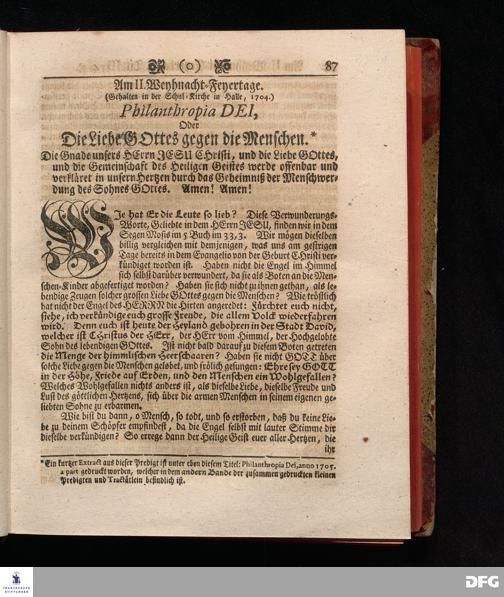 (o) 87
Am II. Weyhnacht-Feyertage.
(Gehalten in der Schul-Kirche in Halle, 1704.)
Philanthropia DEI,
Oder
Die Liebe GOttes gegen die Menschen.*
Die Gnade unsers HErrn JESU CHristi, und die Liebe GOttes,
und die Gemeinschaft des Heiligen Geistes werde offenbar und
verkläret in unsern Hertzen durch das Geheimniß der Menschwer-
dung des Sohnes GOttes. Amen! Amen!
WIe hat Er die Leute so lieb? Diese Verwunderungs-
Worte, Geliebte in dem HErrn JESU, finden wir in dem
Segen Mosis im 5 Buch im 33, 3. Wir mögen dieselben
billig vergleichen mit demjenigen, was uns am gestrigen
Tage bereits in dem Evangelio von der Geburt Christi ver-
kündiget worden ist. Haben nicht die Engel im Himmel
sich selbst darüber verwundert, da sie als Boten an die Men-
schen-Kinder abgefertiget worden? Haben sie sich nicht zu ihnen gethan, als le-
bendige Zeugen solcher grossen Liebe GOttes gegen die Menschen? Wie tröstlich
hat nicht der Engel des HERRN die Hirten angeredet: Fürchtet euch nicht,
siehe, ich verkündige euch grosse Freude, die allem Volck wiederfahren
wird. Denn euch ist heute der Heyland gebohren in der Stadt David,
welcher ist CHristus der HErr, der HErr vom Himmel, der Hochgelobte
Sohn des lebendigen GOttes. Ist nicht bald darauf zu diesem Boten getreten
die Menge der himmlischen Heerschaaren? Haben sie nicht GOTT über
solche Liebe gegen die Menschen gelobet, und frölich gesungen: Ehre sey GOTT
in der Höhe, Friede auf Erden, und den Menschen ein Wohlgefallen?
Welches Wohlgefallen nichts anders ist, als dieselbe Liebe, dieselbe Freude und
Lust des göttlichen Hertzens, sich über die armen Menschen in seinem eigenen ge-
liebten Sohne zu erbarmen.
Wie bist du dann, o Mensch, so todt, und so erstorben, daß du keine Lie-
be zu deinem Schöpfer empfindest, da die Engel selbst mit lauter Stimme dir
dieselbe verkündigen? So errege dann der Heilige Geist euer aller Hertzen, die
ihr
* Ein kurtzer Extract aus dieser Predigt ist unter eben diesem Titel: Philanthropia Dei, anno 1705.
a part gedruckt worden, welcher in dem andern Bande der zusammen gedruckten kleinen
Predigten und Tractätlein befindlich ist.
FRANCKESCHE
STIFTUNGEN
DFG